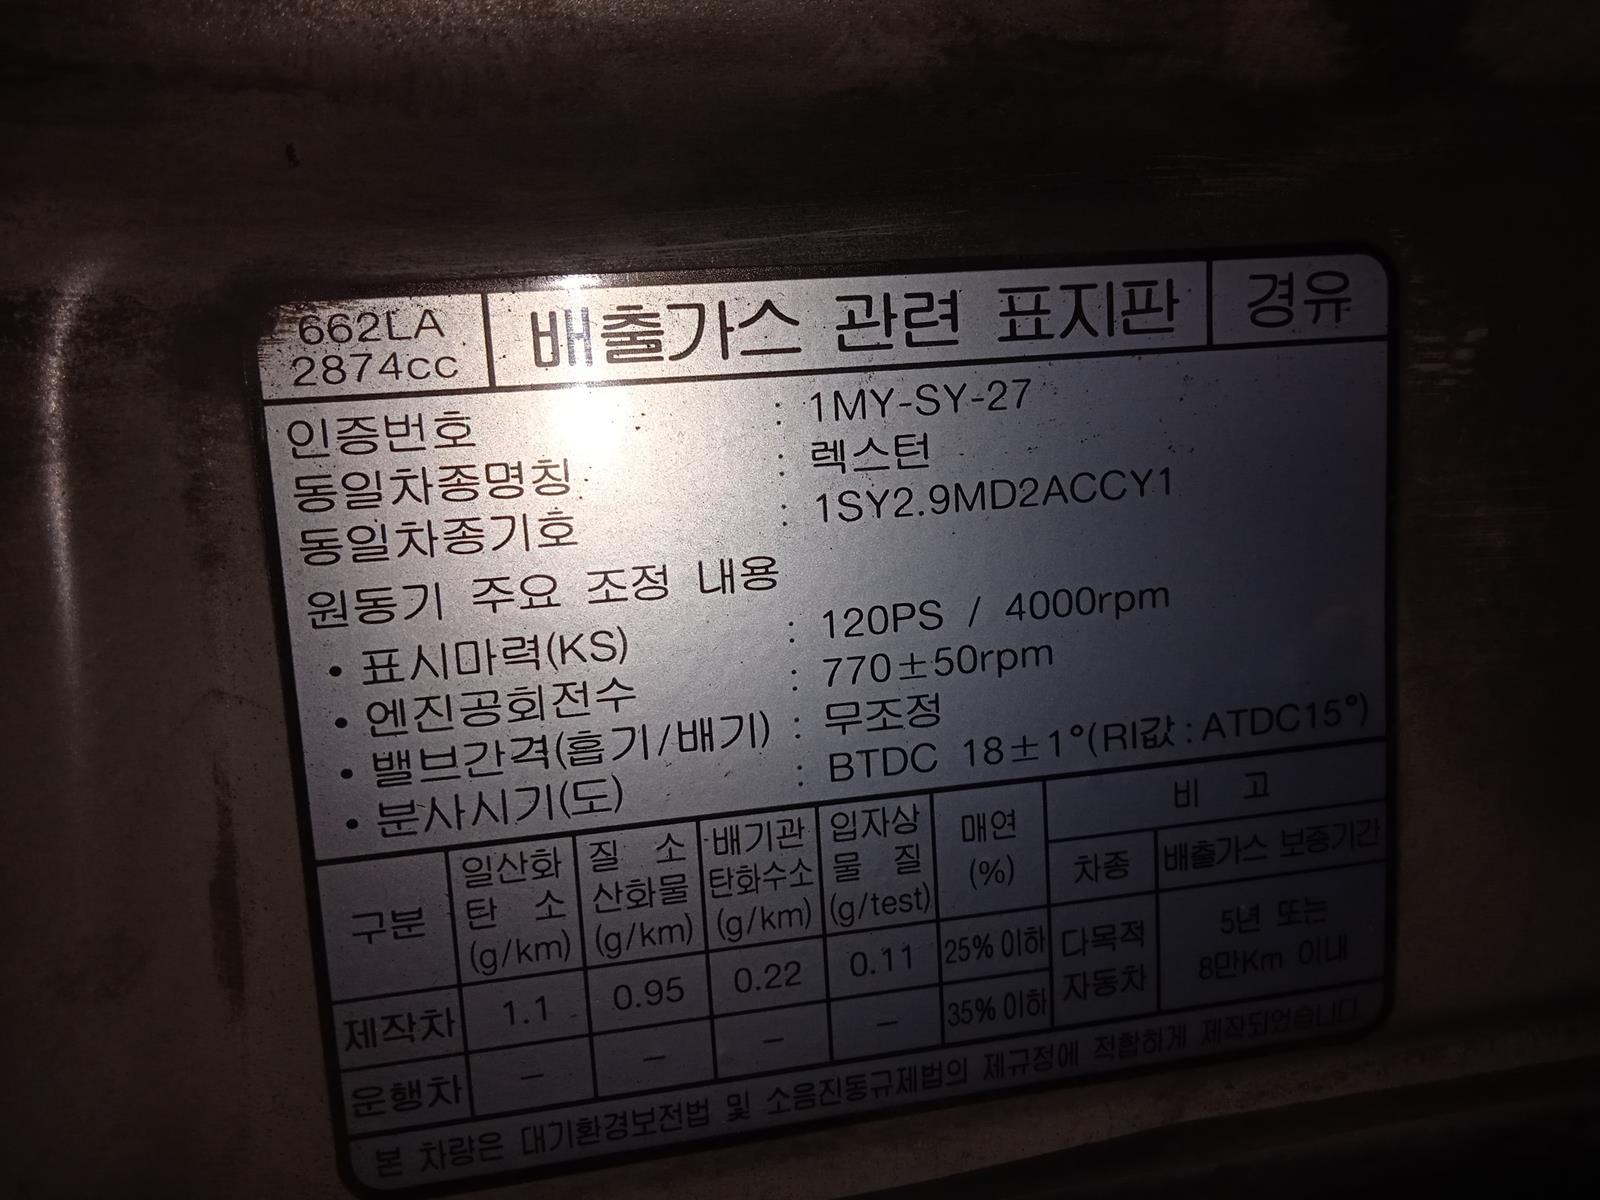 662LA
2874cc
배출가스 관련 표지판
경유
인증번호 : 1MY-SY-27
동일차종명칭 : 렉스턴
동일차종기호 : 1SY2.9MD2ACCY1
원동기 주요 조정 내용
• 표시마력(KS) : 120PS / 4000rpm
• 엔진공회전수 : 770±50rpm
• 밸브간격(흡기/배기) : 무조정
• 분사시기(도) : BTDC 18±1°(RI값 : ATDC15°)
구분
일산화
탄 소
(g/km)
질 소
산화물
(g/km)
배기관
탄화수소
(g/km)
입자상
물 질
(g/test)
매연
(%)
비 고
차종
배출가스 보증기간
제작차 1.1 0.95 0.22 0.11 25% 이하
운행차 – – – – 35% 이하
다목적
자동차
5년 또는
8만Km 이내
본 차량은 대기환경보전법 및 소음진동규제법의 제규정에 적합하게 제작되었습니다